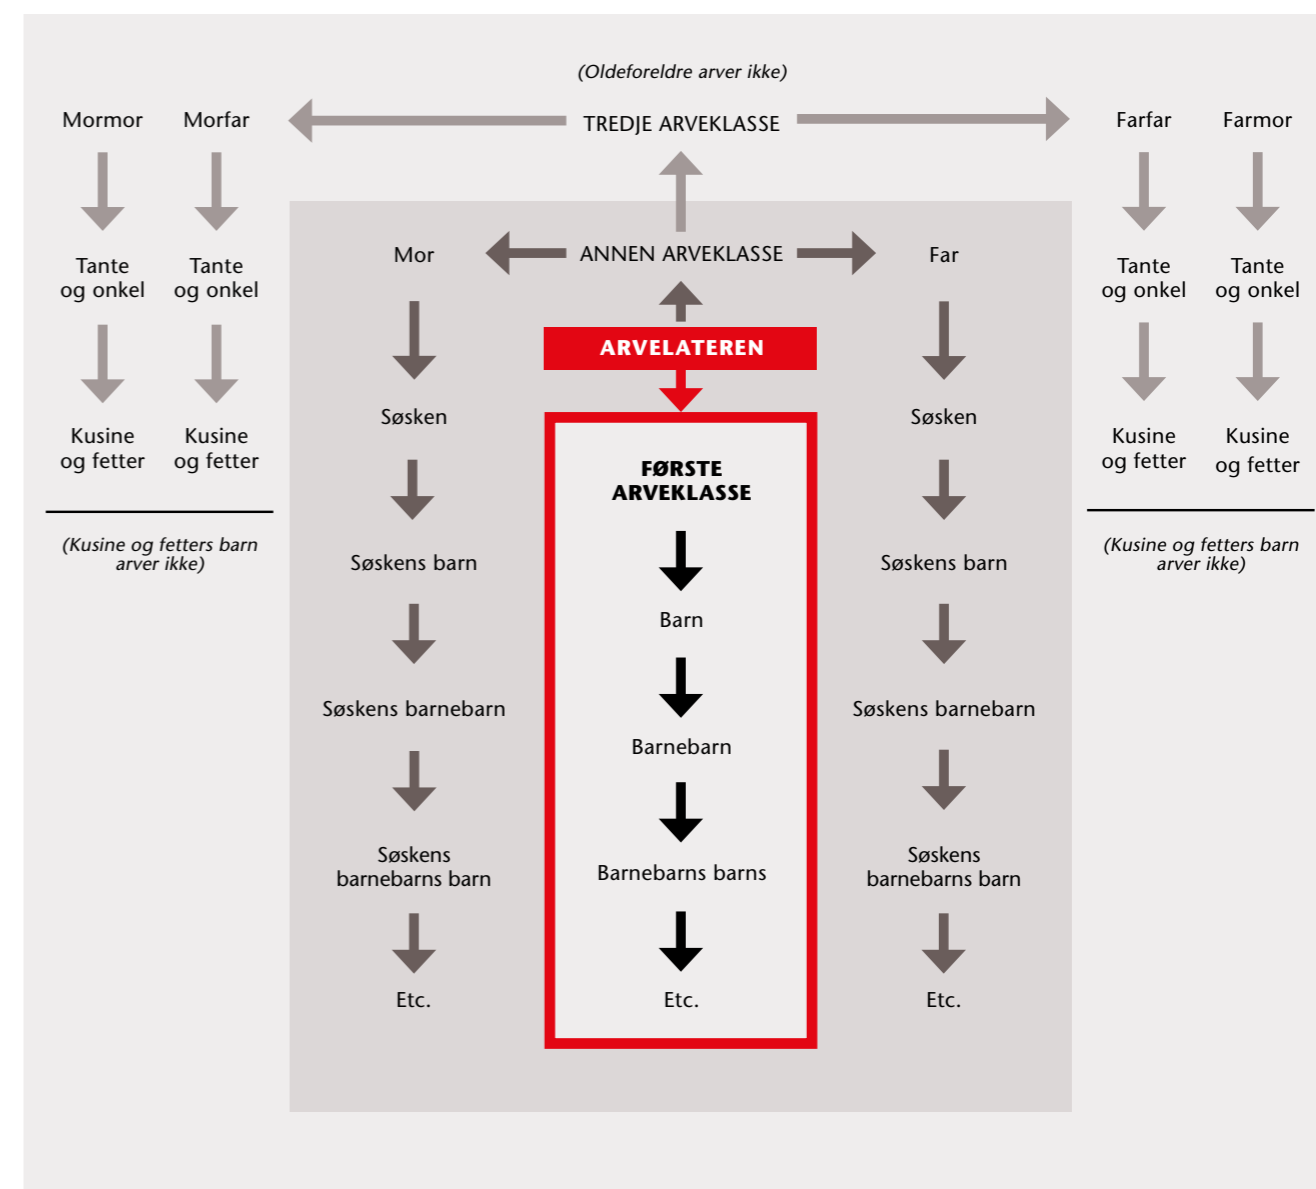 (Oldeforeldre arver ikke)
Mormor
Morfar
TREDJE ARVEKLASSE
Farfar
Farmor
Tante
og onkel
Tante
og onkel
Mor
ANNEN ARVEKLASSE
Far
Tante
og onkel
Tante
og onkel
ARVELATEREN
Kusine
og fetter
Kusine
og fetter
Søsken
Søsken
Kusine
og fetter
Kusine
og fetter
FØRSTE
ARVEKLASSE
(Kusine og fetters barn
arver ikke)
(Kusine og fetters barn
arver ikke)
Søskens barn
Barn
Søskens barn
Søskens barnebarn
Barnebarn
Søskens barnebarn
Søskens
barnebarns barn
Barnebarns barns
Søskens
barnebarns barn
Etc.
Etc.
Etc.